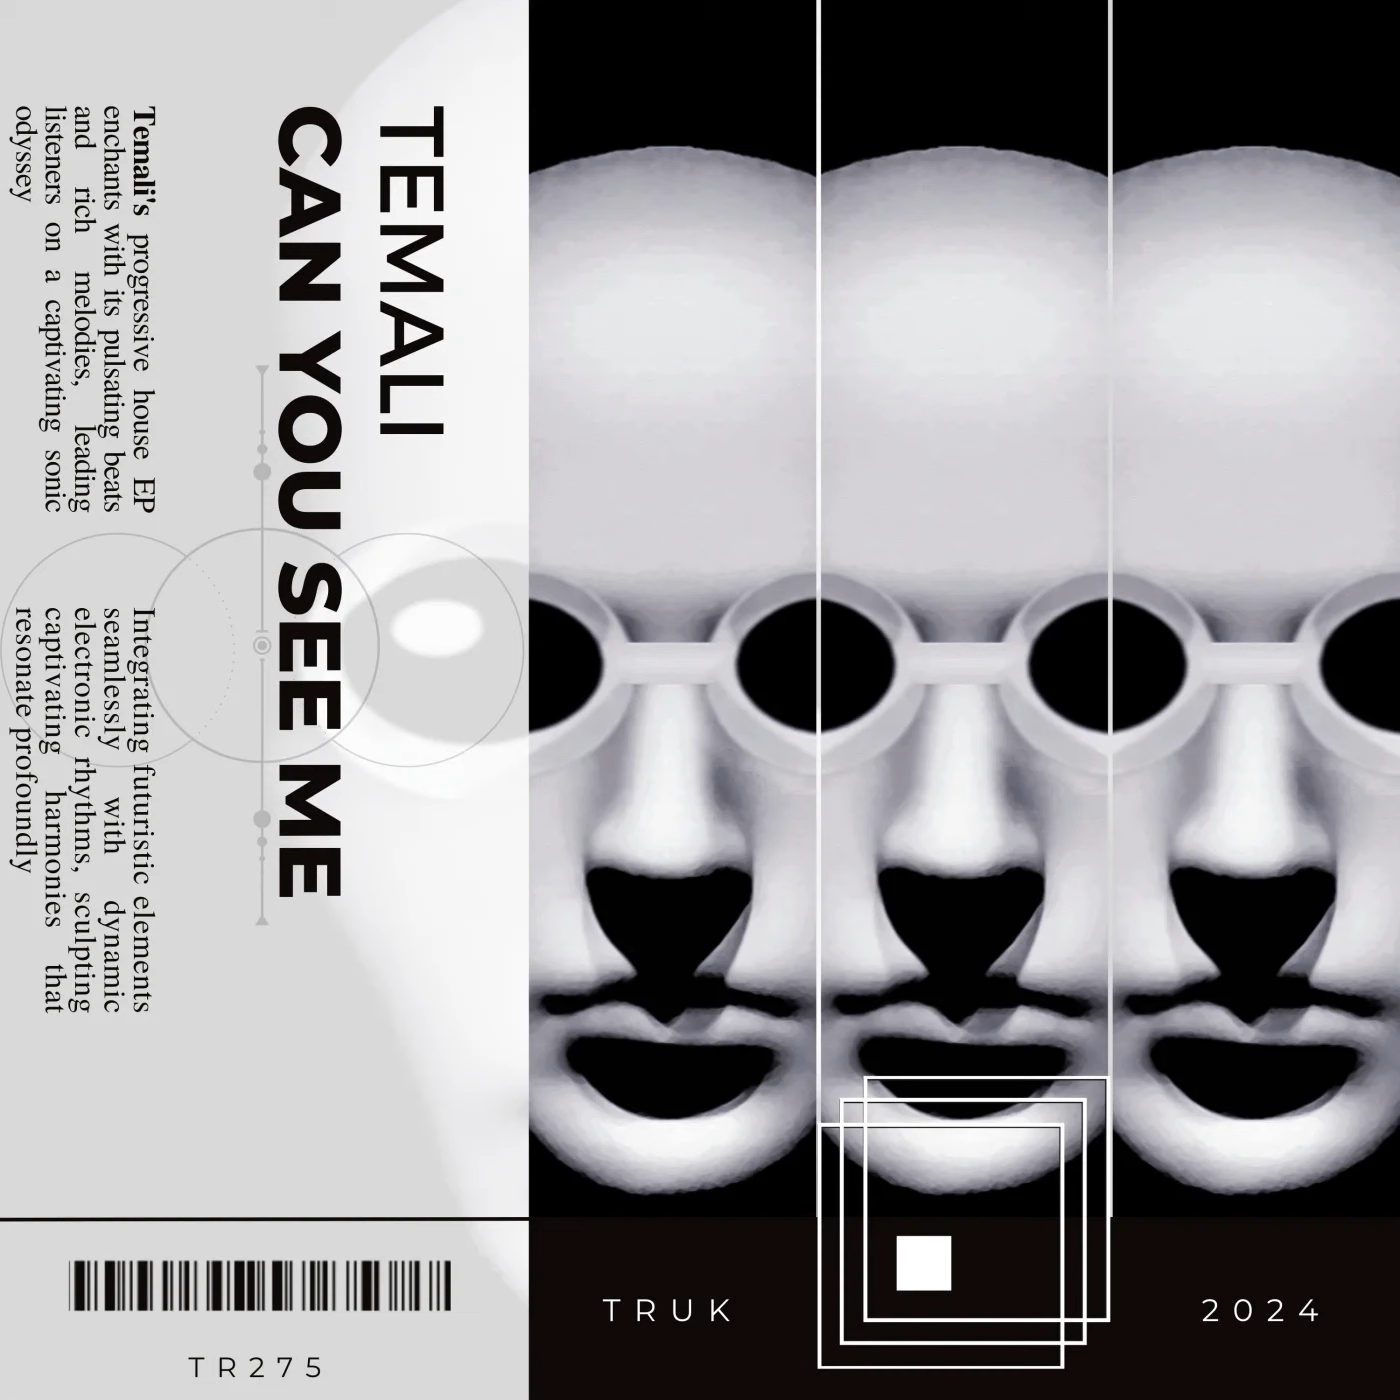 TEMALI
CAN YOU SEE ME
Temali's progressive house EP
enchants with its pulsating beats
and rich melodies, leading
listeners on a captivating sonic
odyssey
Integrating futuristic elements
seamlessly with dynamic
electronic rhythms, sculpting
captivating harmonies that
resonate profoundly
TR275
TRUK
2024